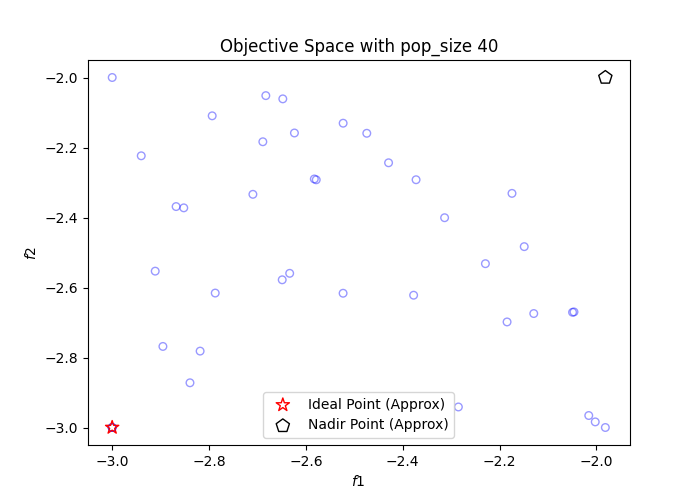 Objective Space with pop_size 40
−2.0
−2.2
−2.4
−2.6
−2.8
−3.0
f2
Ideal Point (Approx)
Nadir Point (Approx)
−3.0 −2.8 −2.6 −2.4 −2.2 −2.0
f1